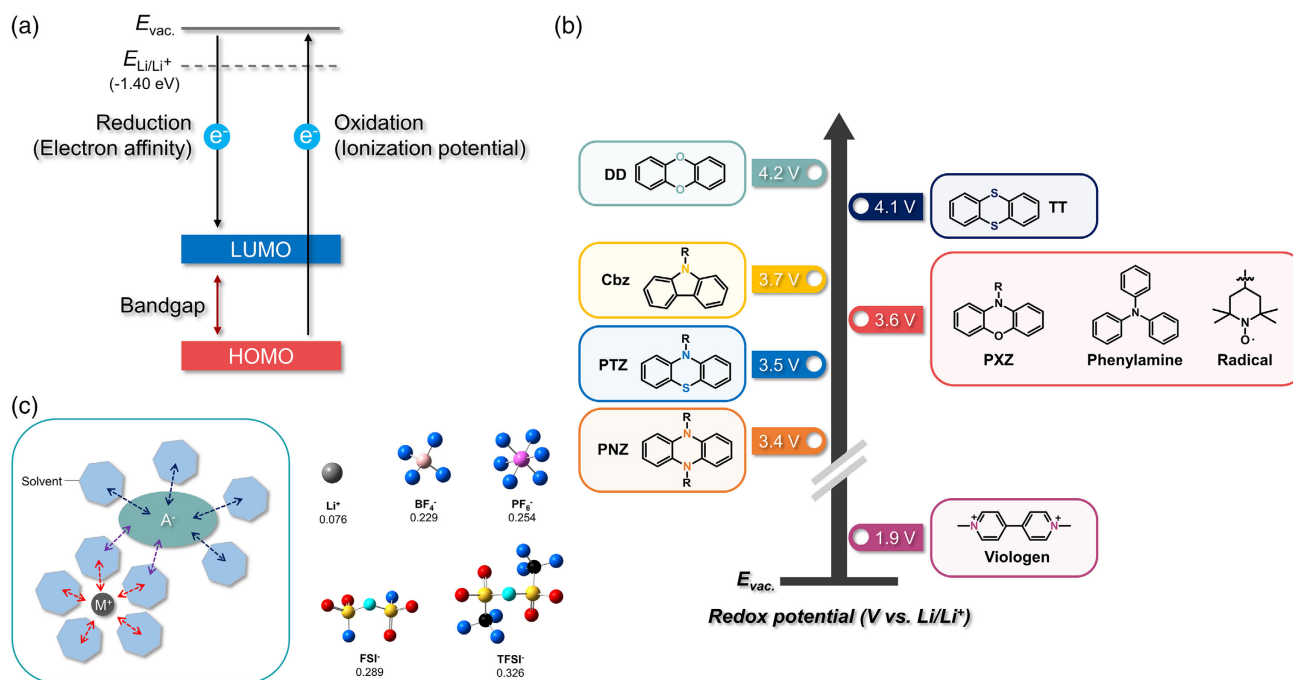 (a)
E_vac.
E_Li/Li⁺
(-1.40 eV)
Reduction
(Electron affinity)
e⁻
e⁻
Oxidation
(Ionization potential)
LUMO
Bandgap
HOMO
(b)
DD
O
O
4.2 V
4.1 V
S
S
TT
Cbz
R
N
3.7 V
3.6 V
R
N
O
PXZ
N
Phenylamine
N
O·
Radical
PTZ
R
N
S
3.5 V
PNZ
R
N
N
R
3.4 V
1.9 V
N⁺
N⁺
Viologen
E_vac.
Redox potential (V vs. Li/Li⁺)
(c)
Solvent
A⁻
M⁺
Li⁺
0.076
BF₄⁻
0.229
PF₆⁻
0.254
FSI⁻
0.289
TFSI⁻
0.326